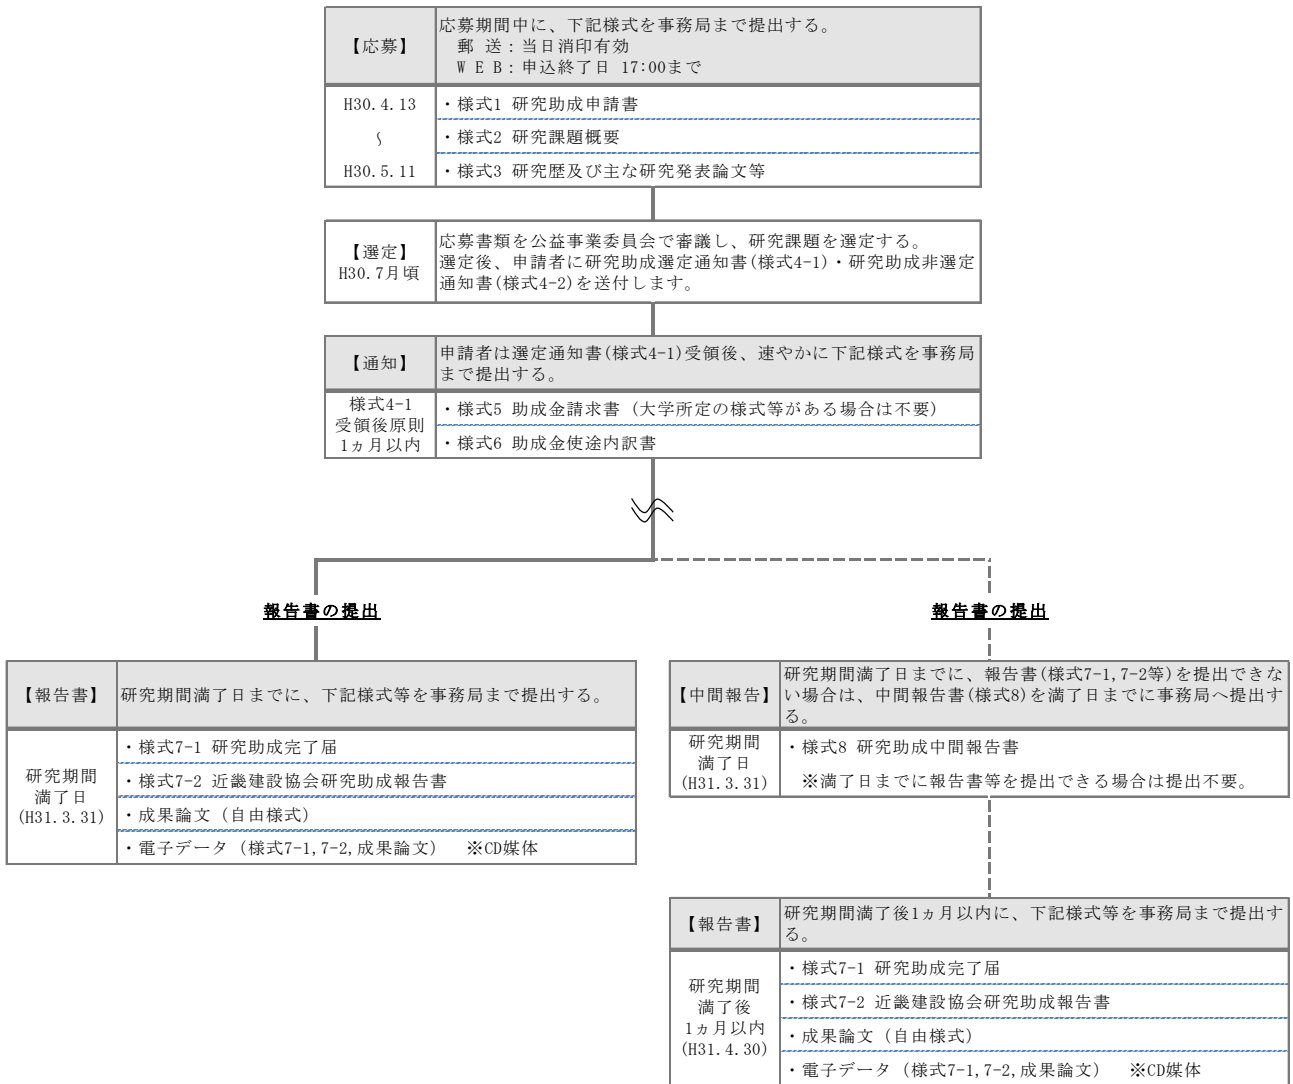 【応募】
応募期間中に、下記様式を事務局まで提出する。
郵 送：当日消印有効
W E B：申込終了日 17:00まで
H30.4.13
〜
H30.5.11
・様式1 研究助成申請書
・様式2 研究課題概要
・様式3 研究歴及び主な研究発表論文等
【選定】
H30.7月頃
応募書類を公益事業委員会で審議し、研究課題を選定する。
選定後、申請者に研究助成選定通知書(様式4-1)・研究助成非選定
通知書(様式4-2)を送付します。
【通知】
申請者は選定通知書(様式4-1)受領後、速やかに下記様式を事務局
まで提出する。
様式4-1
受領後原則
1ヵ月以内
・様式5 助成金請求書（大学所定の様式等がある場合は不要）
・様式6 助成金使途内訳書
報告書の提出
【報告書】
研究期間満了日までに、下記様式等を事務局まで提出する。
研究期間
満了日
(H31.3.31)
・様式7-1 研究助成完了届
・様式7-2 近畿建設協会研究助成報告書
・成果論文（自由様式）
・電子データ（様式7-1,7-2,成果論文） ※CD媒体
報告書の提出
【中間報告】
研究期間満了日までに、報告書(様式7-1,7-2等)を提出できな
い場合は、中間報告書(様式8)を満了日までに事務局へ提出す
る。
研究期間
満了日
(H31.3.31)
・様式8 研究助成中間報告書
※満了日までに報告書等を提出できる場合は提出不要。
【報告書】
研究期間満了後1ヵ月以内に、下記様式等を事務局まで提出す
る。
研究期間
満了後
1ヵ月以内
(H31.4.30)
・様式7-1 研究助成完了届
・様式7-2 近畿建設協会研究助成報告書
・成果論文（自由様式）
・電子データ（様式7-1,7-2,成果論文） ※CD媒体